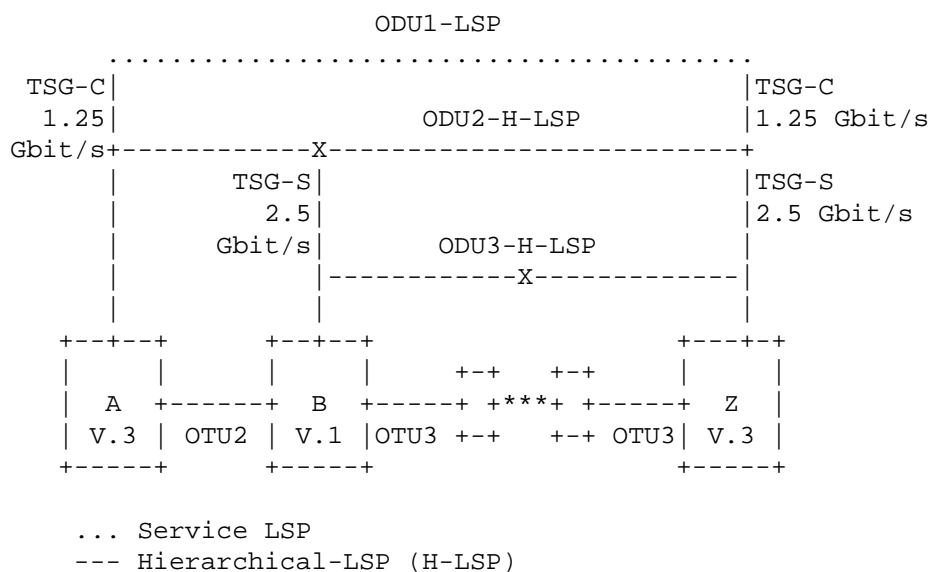 ODU1-LSP
.........................................
TSG-C| |TSG-C
1.25| ODU2-H-LSP |1.25 Gbit/s
Gbit/s+------------X--------------------------+
| TSG-S| |TSG-S
| 2.5| |2.5 Gbit/s
| Gbit/s| ODU3-H-LSP |
| |------------X-------------|
| | |
+--+--+ +--+--+ +---+-+
| | | | +-+ +-+ | |
| A +------+ B +-----+ +***+ +-----+ Z |
| V.3 | OTU2 | V.1 |OTU3 +-+ +-+ OTU3| V.3 |
+-----+ +-----+ +-----+
... Service LSP
--- Hierarchical-LSP (H-LSP)